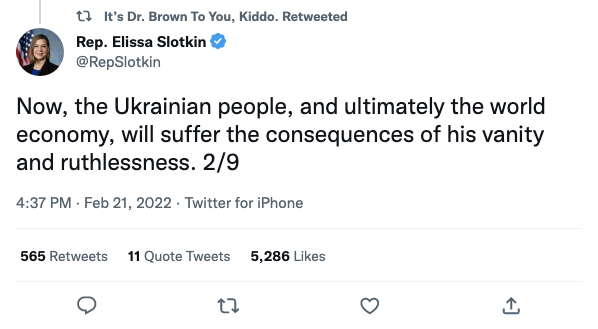 It's Dr. Brown To You, Kiddo. Retweeted
Rep. Elissa Slotkin
@RepSlotkin
Now, the Ukrainian people, and ultimately the world
economy, will suffer the consequences of his vanity
and ruthlessness. 2/9
4:37 PM · Feb 21, 2022 · Twitter for iPhone
565 Retweets 11 Quote Tweets 5,286 Likes